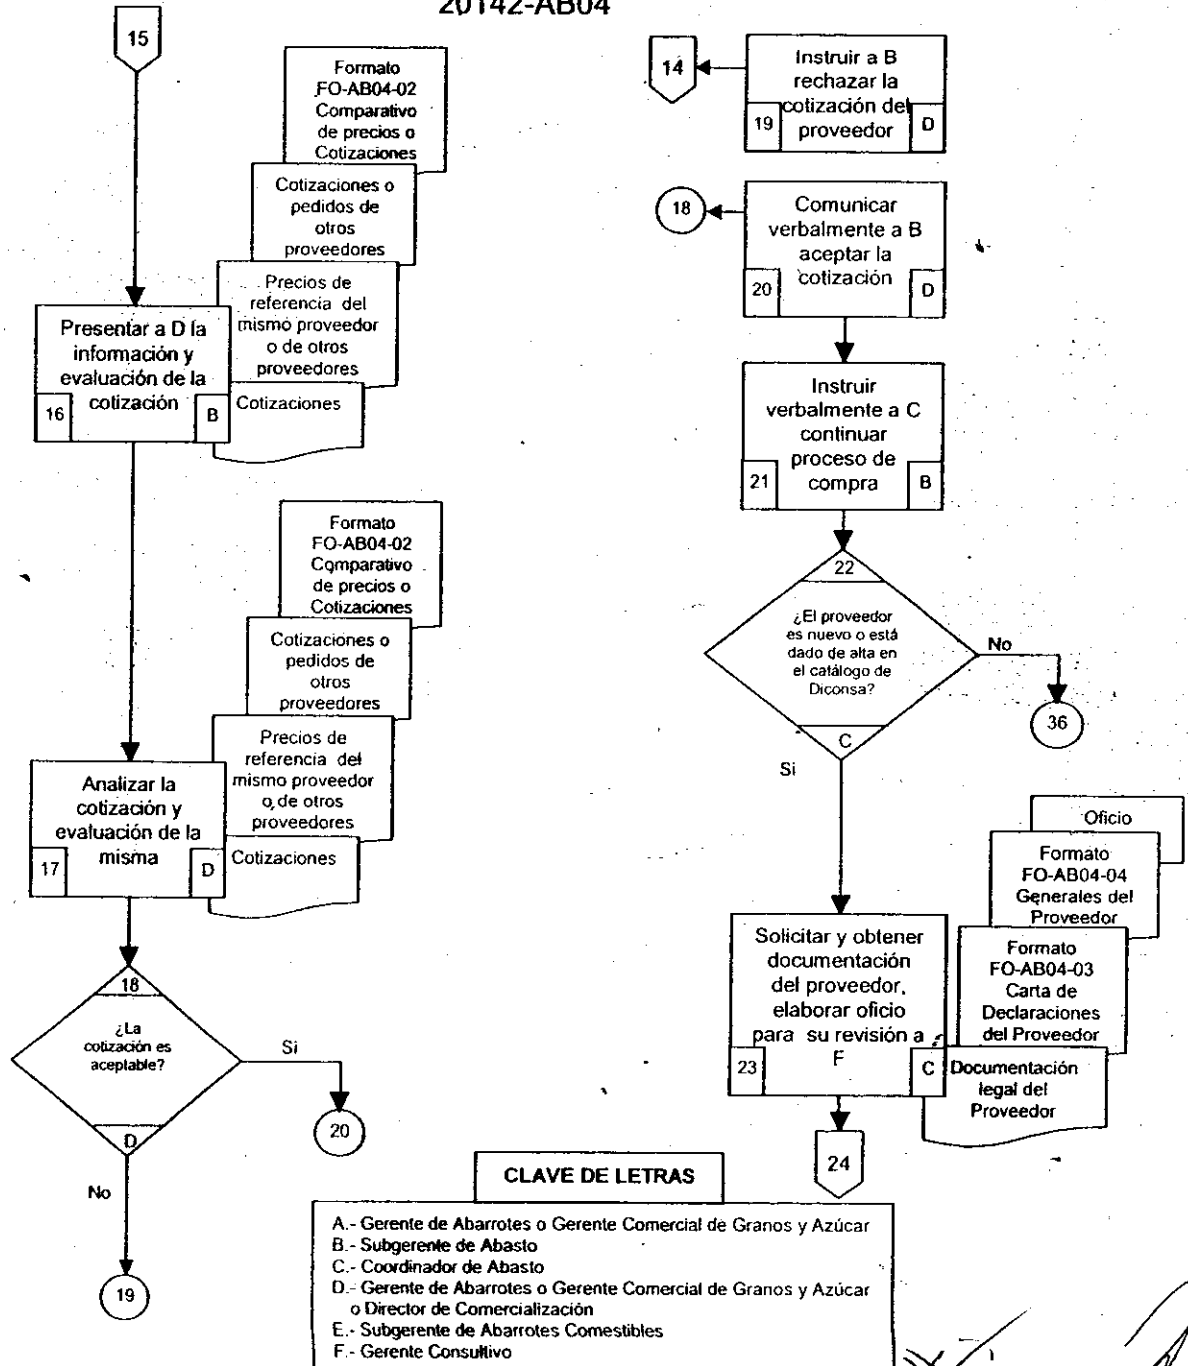 20142-AB04
15
Formato
FO-AB04-02
Comparativo
de precios o
Cotizaciones
Cotizaciones o
pedidos de
otros
proveedores
Precios de
referencia del
mismo proveedor
o de otros
proveedores
Cotizaciones
Presentar a D la
información y
evaluación de la
cotización
16
B
Formato
FO-AB04-02
Comparativo
de precios o
Cotizaciones
Cotizaciones o
pedidos de
otros
proveedores
Precios de
referencia del
mismo proveedor
o de otros
proveedores
Cotizaciones
Analizar la
cotización y
evaluación de la
misma
17
D
18
¿La
cotización es
aceptable?
D
Si
20
No
19
14
Instruir a B
rechazar la
cotización del
proveedor
19
D
18
Comunicar
verbalmente a B
aceptar la
cotización
20
D
Instruir
verbalmente a C
continuar
proceso de
compra
21
B
22
¿El proveedor
es nuevo o está
dado de alta en
el catálogo de
Diconsa?
C
No
36
Si
Oficio
Formato
FO-AB04-04
Generales del
Proveedor
Formato
FO-AB04-03
Carta de
Declaraciones
del Proveedor
Documentación
legal del
Proveedor
Solicitar y obtener
documentación
del proveedor,
elaborar oficio
para su revisión a
F
23
C
24
CLAVE DE LETRAS
A.- Gerente de Abarrotes o Gerente Comercial de Granos y Azúcar
B.- Subgerente de Abasto
C.- Coordinador de Abasto
D.- Gerente de Abarrotes o Gerente Comercial de Granos y Azúcar
o Director de Comercialización
E.- Subgerente de Abarrotes Comestibles
F.- Gerente Consultivo